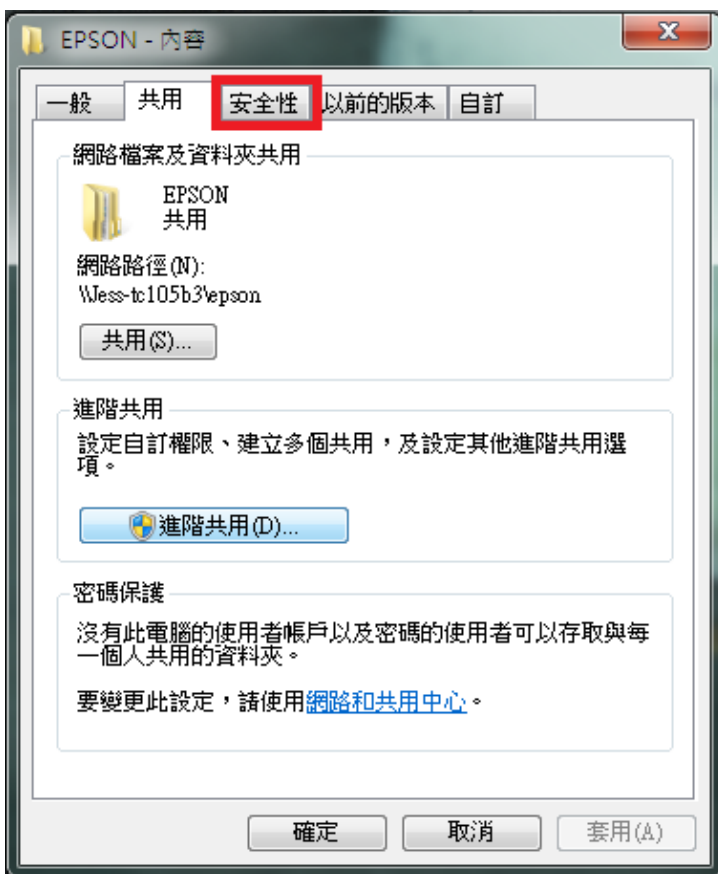 EPSON - 內容
一般 共用 安全性 以前的版本 自訂
網路檔案及資料夾共用
EPSON
共用
網路路徑(N):
\\Jess-tc105b3\epson
共用(S)...
進階共用
設定自訂權限、建立多個共用，及設定其他進階共用選
項。
進階共用(D)...
密碼保護
沒有此電腦的使用者帳戶以及密碼的使用者可以存取與每
一個人共用的資料夾。
要變更此設定，請使用網路和共用中心。
確定 取消 套用(A)